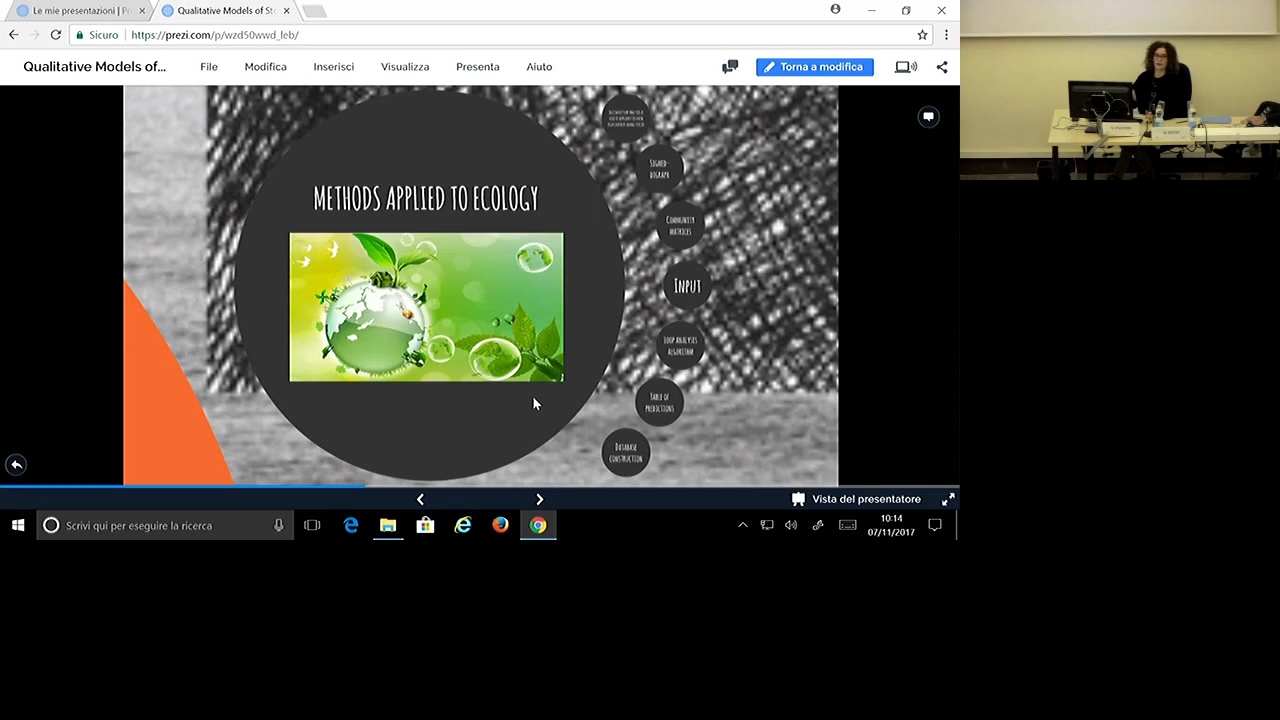 Le mie presentazioni | Pr
Qualitative Models of Sto
Sicuro
https://prezi.com/p/wzd50wwd_leb/
Qualitative Models of...
File
Modifica
Inserisci
Visualizza
Presenta
Aiuto
Torna a modifica
METHODS APPLIED TO ECOLOGY
SIGNED-
DIGRAPH
COMMUNITY
MATRICES
INPUT
LOOP ANALYSIS
ALGORITHM
TABLE OF
PREDICTIONS
DATABASE
CONSTRUCTION
Vista del presentatore
Scrivi qui per eseguire la ricerca
10:14
07/11/2017